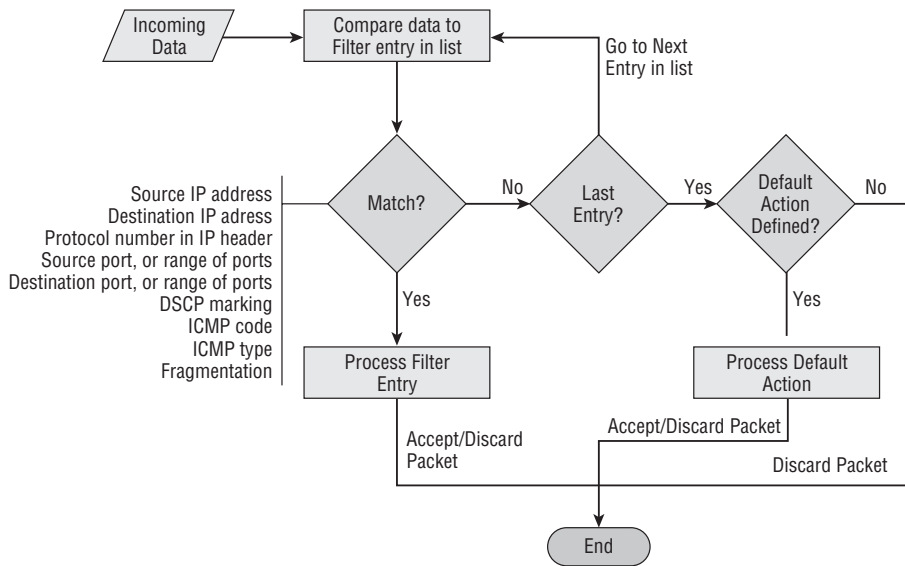 Incoming
Data
Compare data to
Filter entry in list
Go to Next
Entry in list
Source IP address
Destination IP adress
Protocol number in IP header
Source port, or range of ports
Destination port, or range of ports
DSCP marking
ICMP code
ICMP type
Fragmentation
Match?
No
Last
Entry?
Yes
Default
Action
Defined?
No
Yes
Yes
Process Filter
Entry
Process Default
Action
Accept/Discard
Packet
Accept/Discard Packet
Discard Packet
End